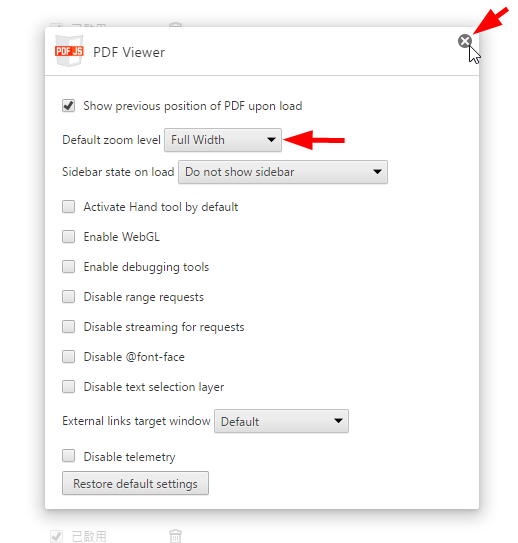 已啟用
PDF JS PDF Viewer
Show previous position of PDF upon load
Default zoom level Full Width
Sidebar state on load Do not show sidebar
Activate Hand tool by default
Enable WebGL
Enable debugging tools
Disable range requests
Disable streaming for requests
Disable @font-face
Disable text selection layer
External links target window Default
Disable telemetry
Restore default settings
已啟用